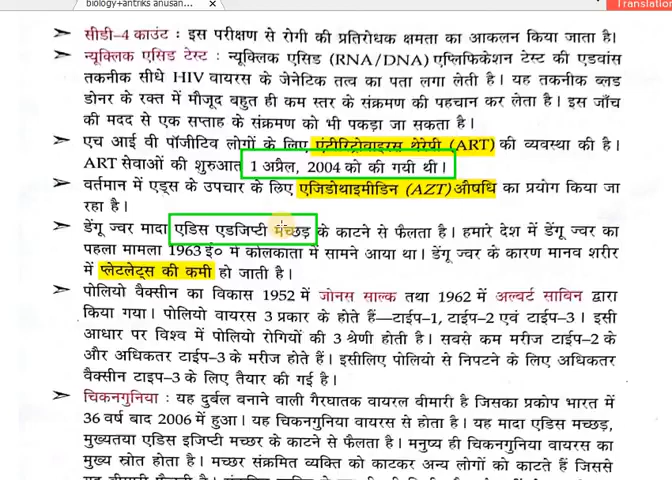 biology+antriks anusan...
Translation
➢ सीडी–4 काउंट : इस परीक्षण से रोगी की प्रतिरोधक क्षमता का आकलन किया जाता है।
➢ न्यूक्लिक एसिड टेस्ट : न्यूक्लिक एसिड (RNA/DNA) एप्लिफिकेशन टेस्ट की एडवांस
तकनीक सीधे HIV वायरस के जेनेटिक तत्व का पता लगा लेती है। यह तकनीक ब्लड
डोनर के रक्त में मौजूद बहुत ही कम स्तर के संक्रमण की पहचान कर लेता है। इस जाँच
की मदद से एक सप्ताह के संक्रमण को भी पकड़ा जा सकता है।
➢ एच आई वी पॉजीटिव लोगों के लिए एंटीरिट्रोवाइरस थेरेपी (ART) की व्यवस्था की है।
ART सेवाओं की शुरुआत 1 अप्रैल, 2004 को की गयी थी।
➢ वर्तमान में एड्स के उपचार के लिए एजिडोथाइमीडिन (AZT) औषधि का प्रयोग किया जा
रहा है।
➢ डेंगू ज्वर मादा एडिस एडजिप्टी मच्छड़ के काटने से फैलता है। हमारे देश में डेंगू ज्वर का
पहला मामला 1963 ई० में कोलकाता में सामने आया था। डेंगू ज्वर के कारण मानव शरीर
में प्लेटलेट्स की कमी हो जाती है।
➢ पोलियो वैक्सीन का विकास 1952 में जोनस साल्क तथा 1962 में अल्बर्ट साबिन द्वारा
किया गया। पोलियो वायरस 3 प्रकार के होते हैं—टाईप–1, टाईप–2 एवं टाईप–3। इसी
आधार पर विश्व में पोलियो रोगियों की 3 श्रेणी होती है। सबसे कम मरीज टाईप–2 के
और अधिकतर टाईप–3 के मरीज होते हैं। इसीलिए पोलियो से निपटने के लिए अधिकतर
वैक्सीन टाइप–3 के लिए तैयार की गई है।
➢ चिकनगुनिया : यह दुर्बल बनाने वाली गैरघातक वायरल बीमारी है जिसका प्रकोप भारत में
36 वर्ष बाद 2006 में हुआ। यह चिकनगुनिया वायरस से होता है। यह मादा एडिस मच्छड़,
मुख्यतया एडिस इजिप्टी मच्छर के काटने से फैलता है। मनुष्य ही चिकनगुनिया वायरस का
मुख्य स्रोत होता है। मच्छर संक्रमित व्यक्ति को काटकर अन्य लोगों को काटते हैं जिससे